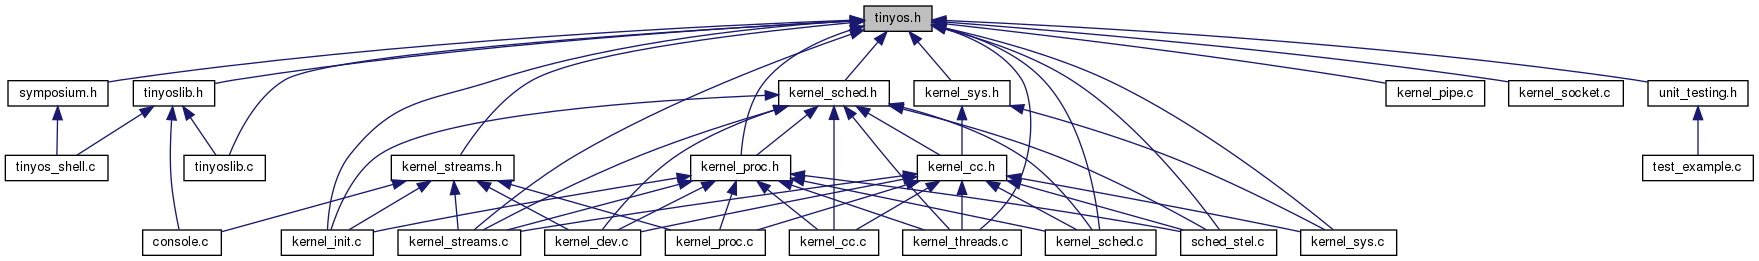 tinyos.h
symposium.h
tinyoslib.h
kernel_sched.h
kernel_sys.h
kernel_pipe.c
kernel_socket.c
unit_testing.h
tinyos_shell.c
tinyoslib.c
kernel_streams.h
kernel_proc.h
kernel_cc.h
test_example.c
console.c
kernel_init.c
kernel_streams.c
kernel_dev.c
kernel_proc.c
kernel_cc.c
kernel_threads.c
kernel_sched.c
sched_stel.c
kernel_sys.c